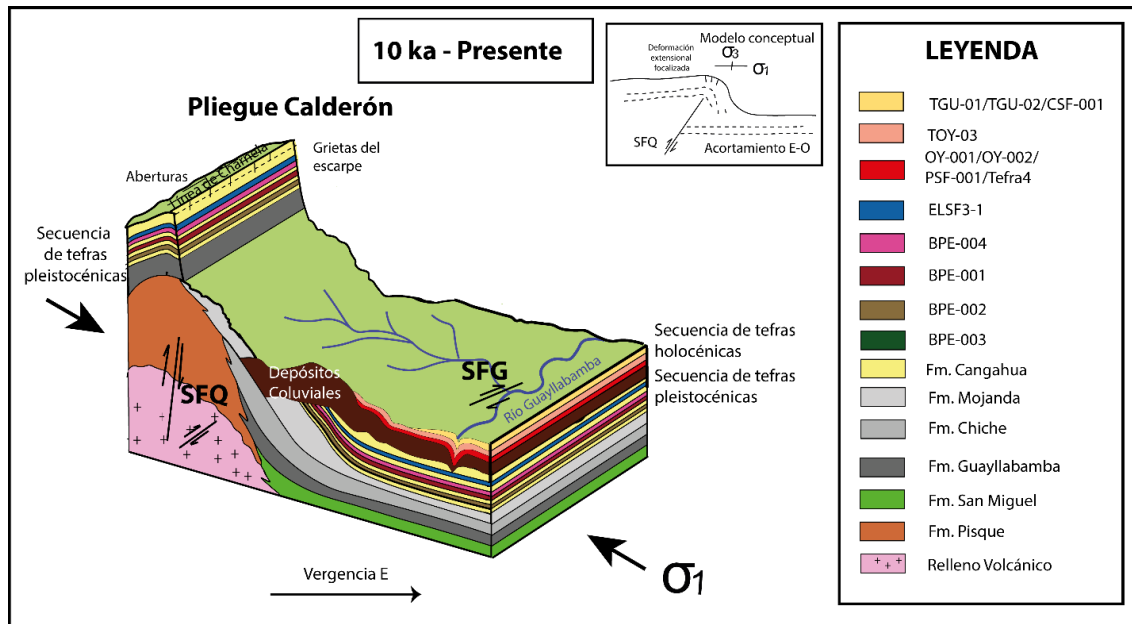 10 ka - Presente
Modelo conceptual
Deformación
extensional
focalizada
σ3
σ1
SFQ
Acortamiento E-O
Pliegue Calderón
Grietas del
escarpe
Aberturas
Línea de Charnela
Secuencia
de tefras
pleistocénicas
Secuencia de tefras
holocénicas
Secuencia de tefras
pleistocénicas
SFG
Río Guayllabamba
Depósitos
Coluviales
SFQ
Vergencia E
σ1
LEYENDA
TGU-01/TGU-02/CSF-001
TOY-03
OY-001/OY-002/
PSF-001/Tefra4
ELSF3-1
BPE-004
BPE-001
BPE-002
BPE-003
Fm. Cangahua
Fm. Mojanda
Fm. Chiche
Fm. Guayllabamba
Fm. San Miguel
Fm. Pisque
Relleno Volcánico